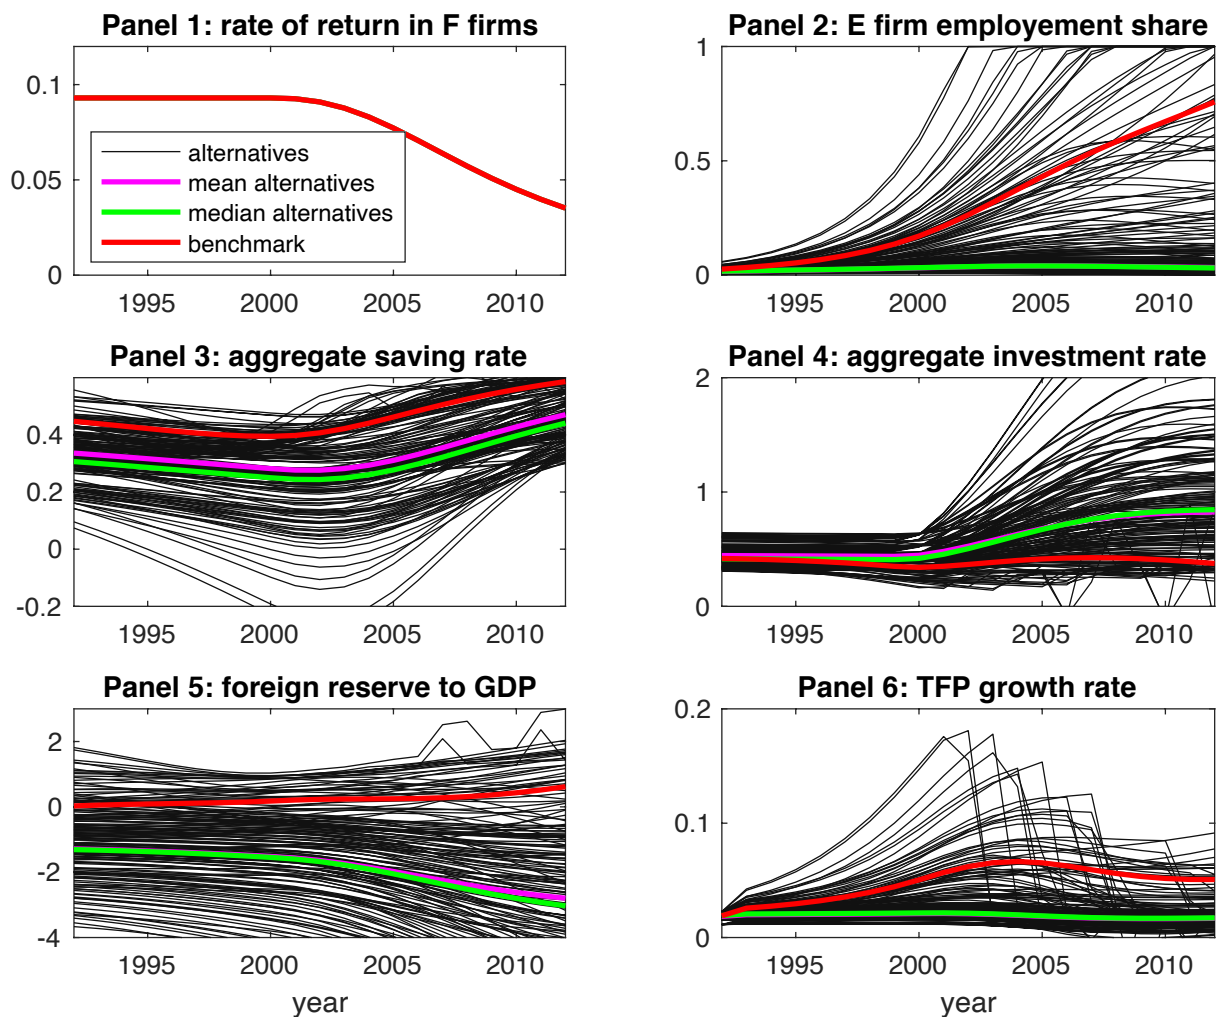 Panel 1: rate of return in F firms
0.1
0.05
0
alternatives
mean alternatives
median alternatives
benchmark
1995 2000 2005 2010
Panel 2: E firm employement share
1
0.5
0
1995 2000 2005 2010
Panel 3: aggregate saving rate
0.4
0.2
0
-0.2
1995 2000 2005 2010
Panel 4: aggregate investment rate
2
1
0
1995 2000 2005 2010
Panel 5: foreign reserve to GDP
2
0
-2
-4
1995 2000 2005 2010
year
Panel 6: TFP growth rate
0.2
0.1
0
1995 2000 2005 2010
year